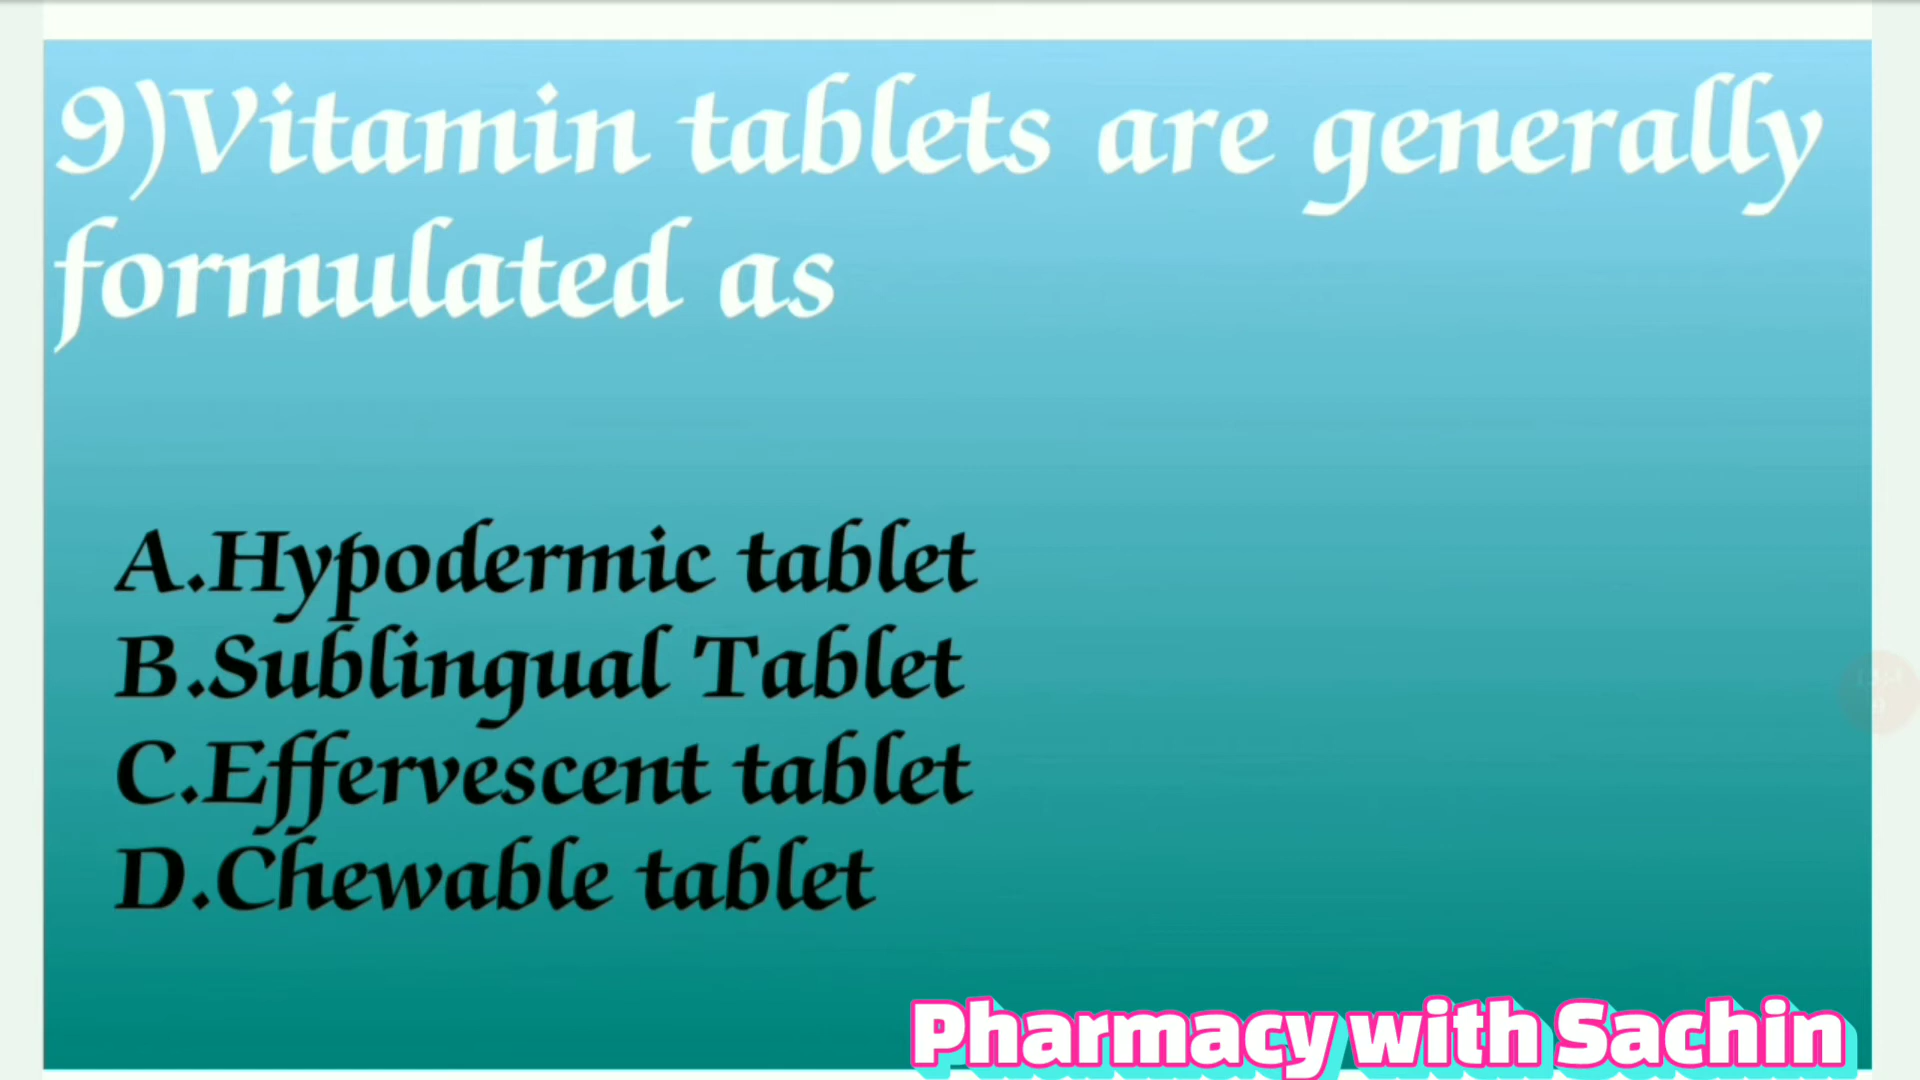 9)Vitamin tablets are generally
formulated as
A.Hypodermic tablet
B.Sublingual Tablet
C.Effervescent tablet
D.Chewable tablet
Pharmacy with Sachin